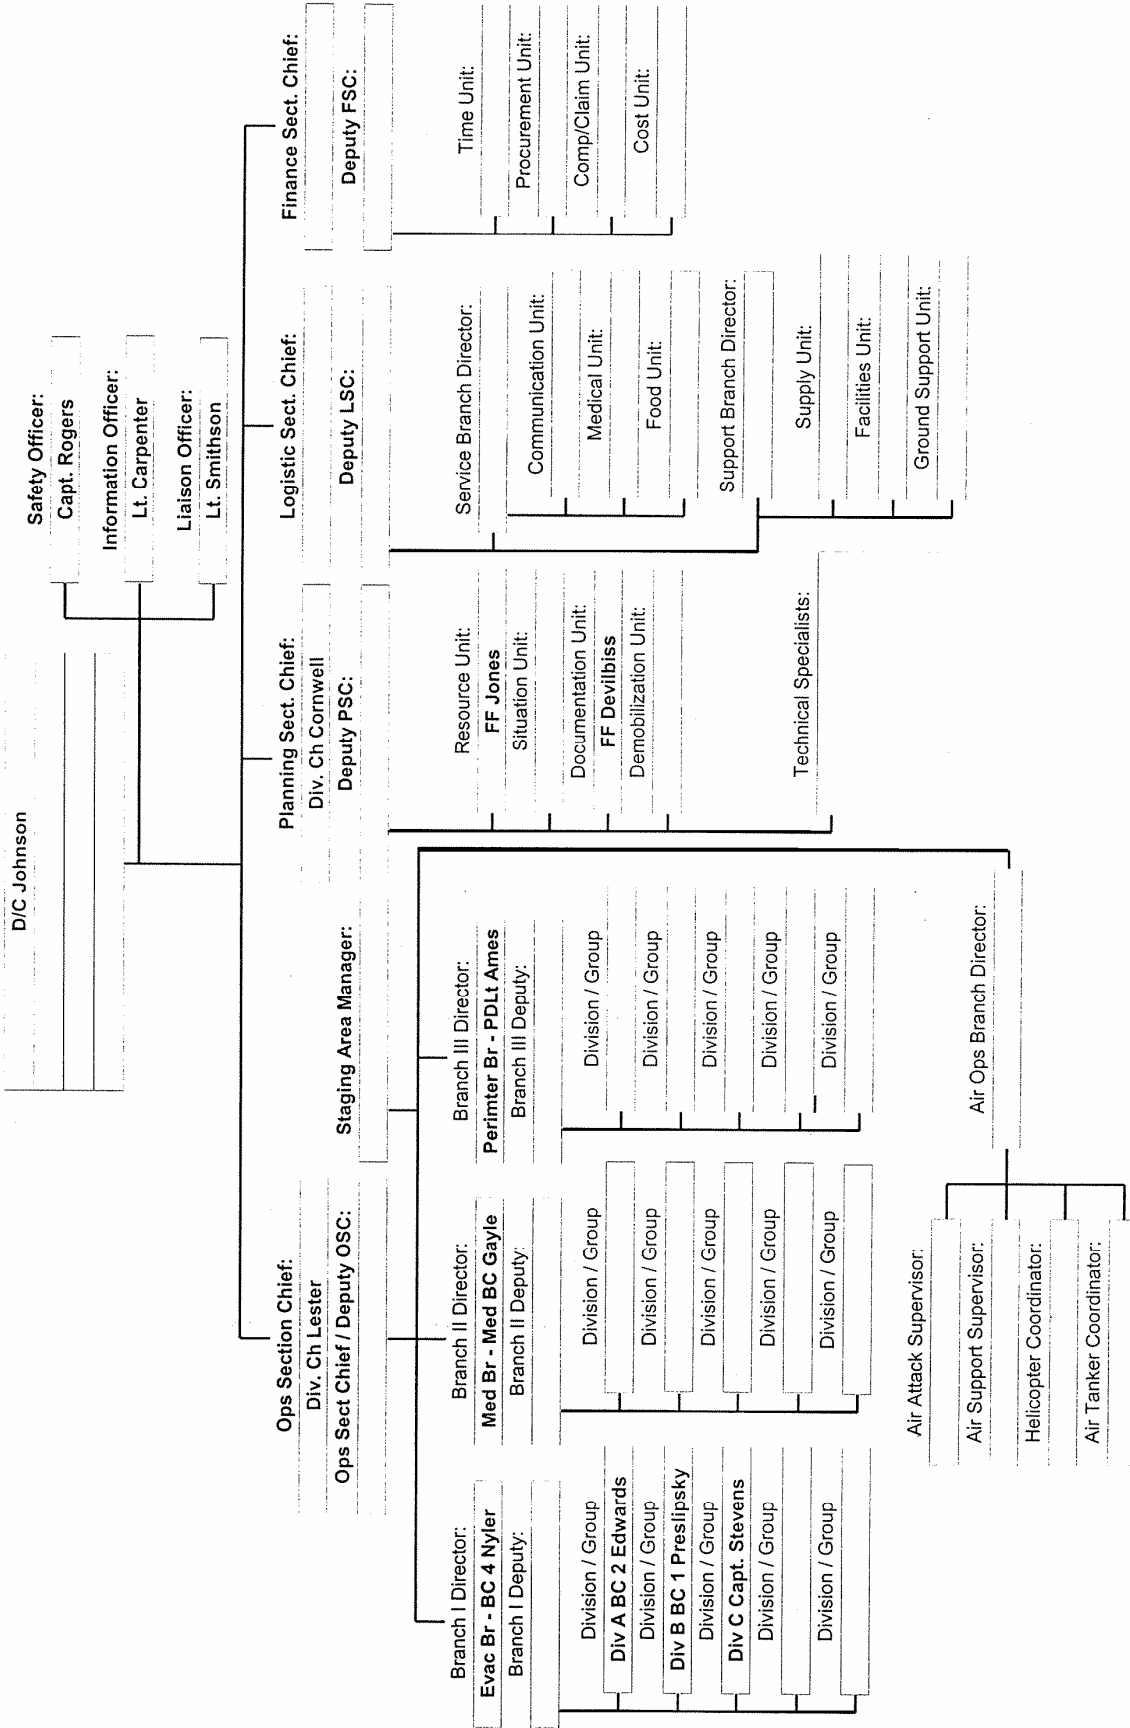 D/C Johnson
Safety Officer:
Capt. Rogers
Information Officer:
Lt. Carpenter
Liaison Officer:
Lt. Smithson
Ops Section Chief:
Div. Ch Lester
Ops Sect Chief / Deputy OSC:
Staging Area Manager:
Planning Sect. Chief:
Div. Ch Cornwell
Deputy PSC:
Logistic Sect. Chief:
Deputy LSC:
Finance Sect. Chief:
Deputy FSC:
Branch I Director:
Evac Br - BC 4 Nyler
Branch I Deputy:
Division / Group
Div A BC 2 Edwards
Division / Group
Div B BC 1 Preslipsky
Division / Group
Div C Capt. Stevens
Division / Group
Division / Group
Branch II Director:
Med Br - Med BC Gayle
Branch II Deputy:
Division / Group
Division / Group
Division / Group
Division / Group
Division / Group
Branch III Director:
Perimter Br - PDLt Ames
Branch III Deputy:
Division / Group
Division / Group
Division / Group
Division / Group
Division / Group
Air Ops Branch Director:
Air Attack Supervisor:
Air Support Supervisor:
Helicopter Coordinator:
Air Tanker Coordinator:
Resource Unit:
FF Jones
Situation Unit:
Documentation Unit:
FF Devilbiss
Demobilization Unit:
Technical Specialists:
Service Branch Director:
Communication Unit:
Medical Unit:
Food Unit:
Support Branch Director:
Supply Unit:
Facilities Unit:
Ground Support Unit:
Time Unit:
Procurement Unit:
Comp/Claim Unit:
Cost Unit: